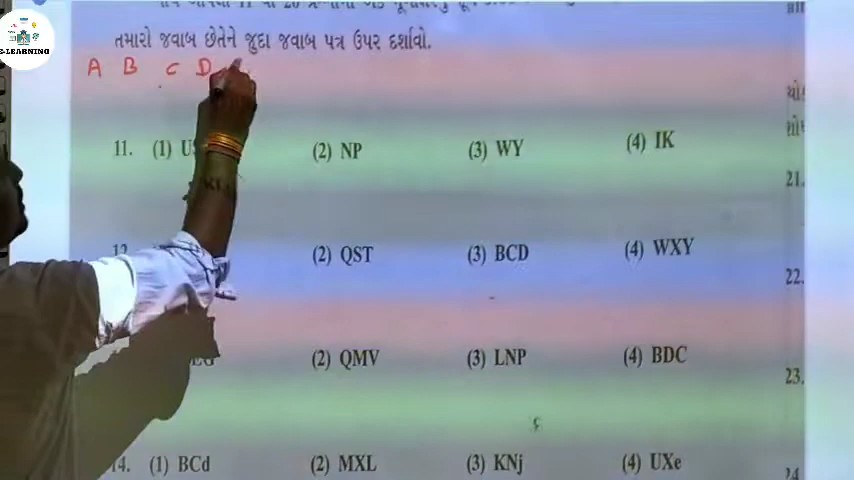 E-LEARNING
તમારો જવાબ છેતેને જુદા જવાબ પત્ર ઉપર દર્શાવો.
A B C D
11. (1) (2) NP (3) WY (4) IK
21.
(2) QST (3) BCD (4) WXY
22.
(2) QMV (3) LNP (4) BDC
23.
14. (1) BCd (2) MXL (3) KNj (4) UXe
24